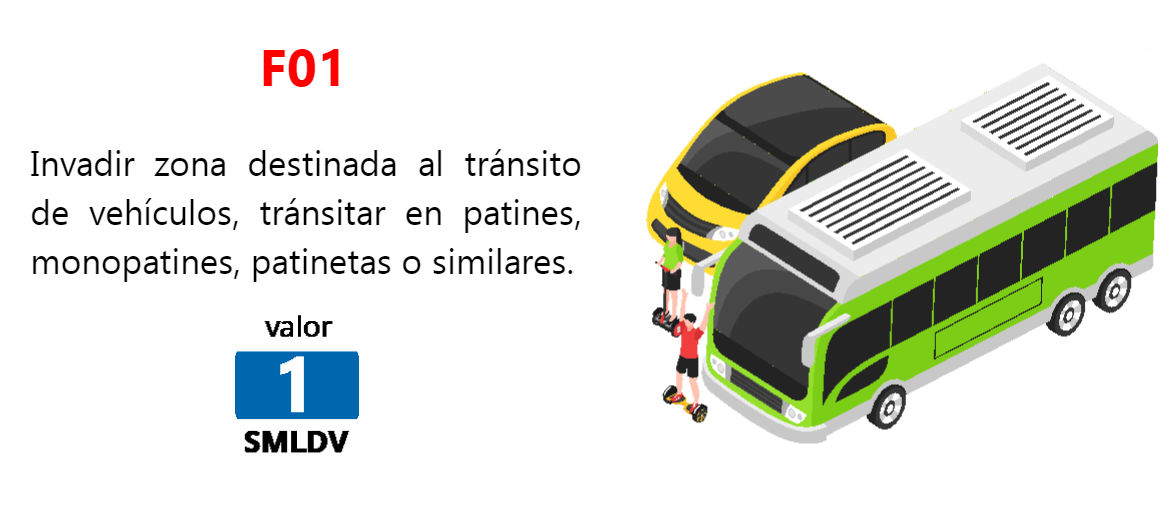 F01
Invadir zona destinada al tránsito
de vehículos, tránsitar en patines,
monopatines, patinetas o similares.
valor
1
SMLDV